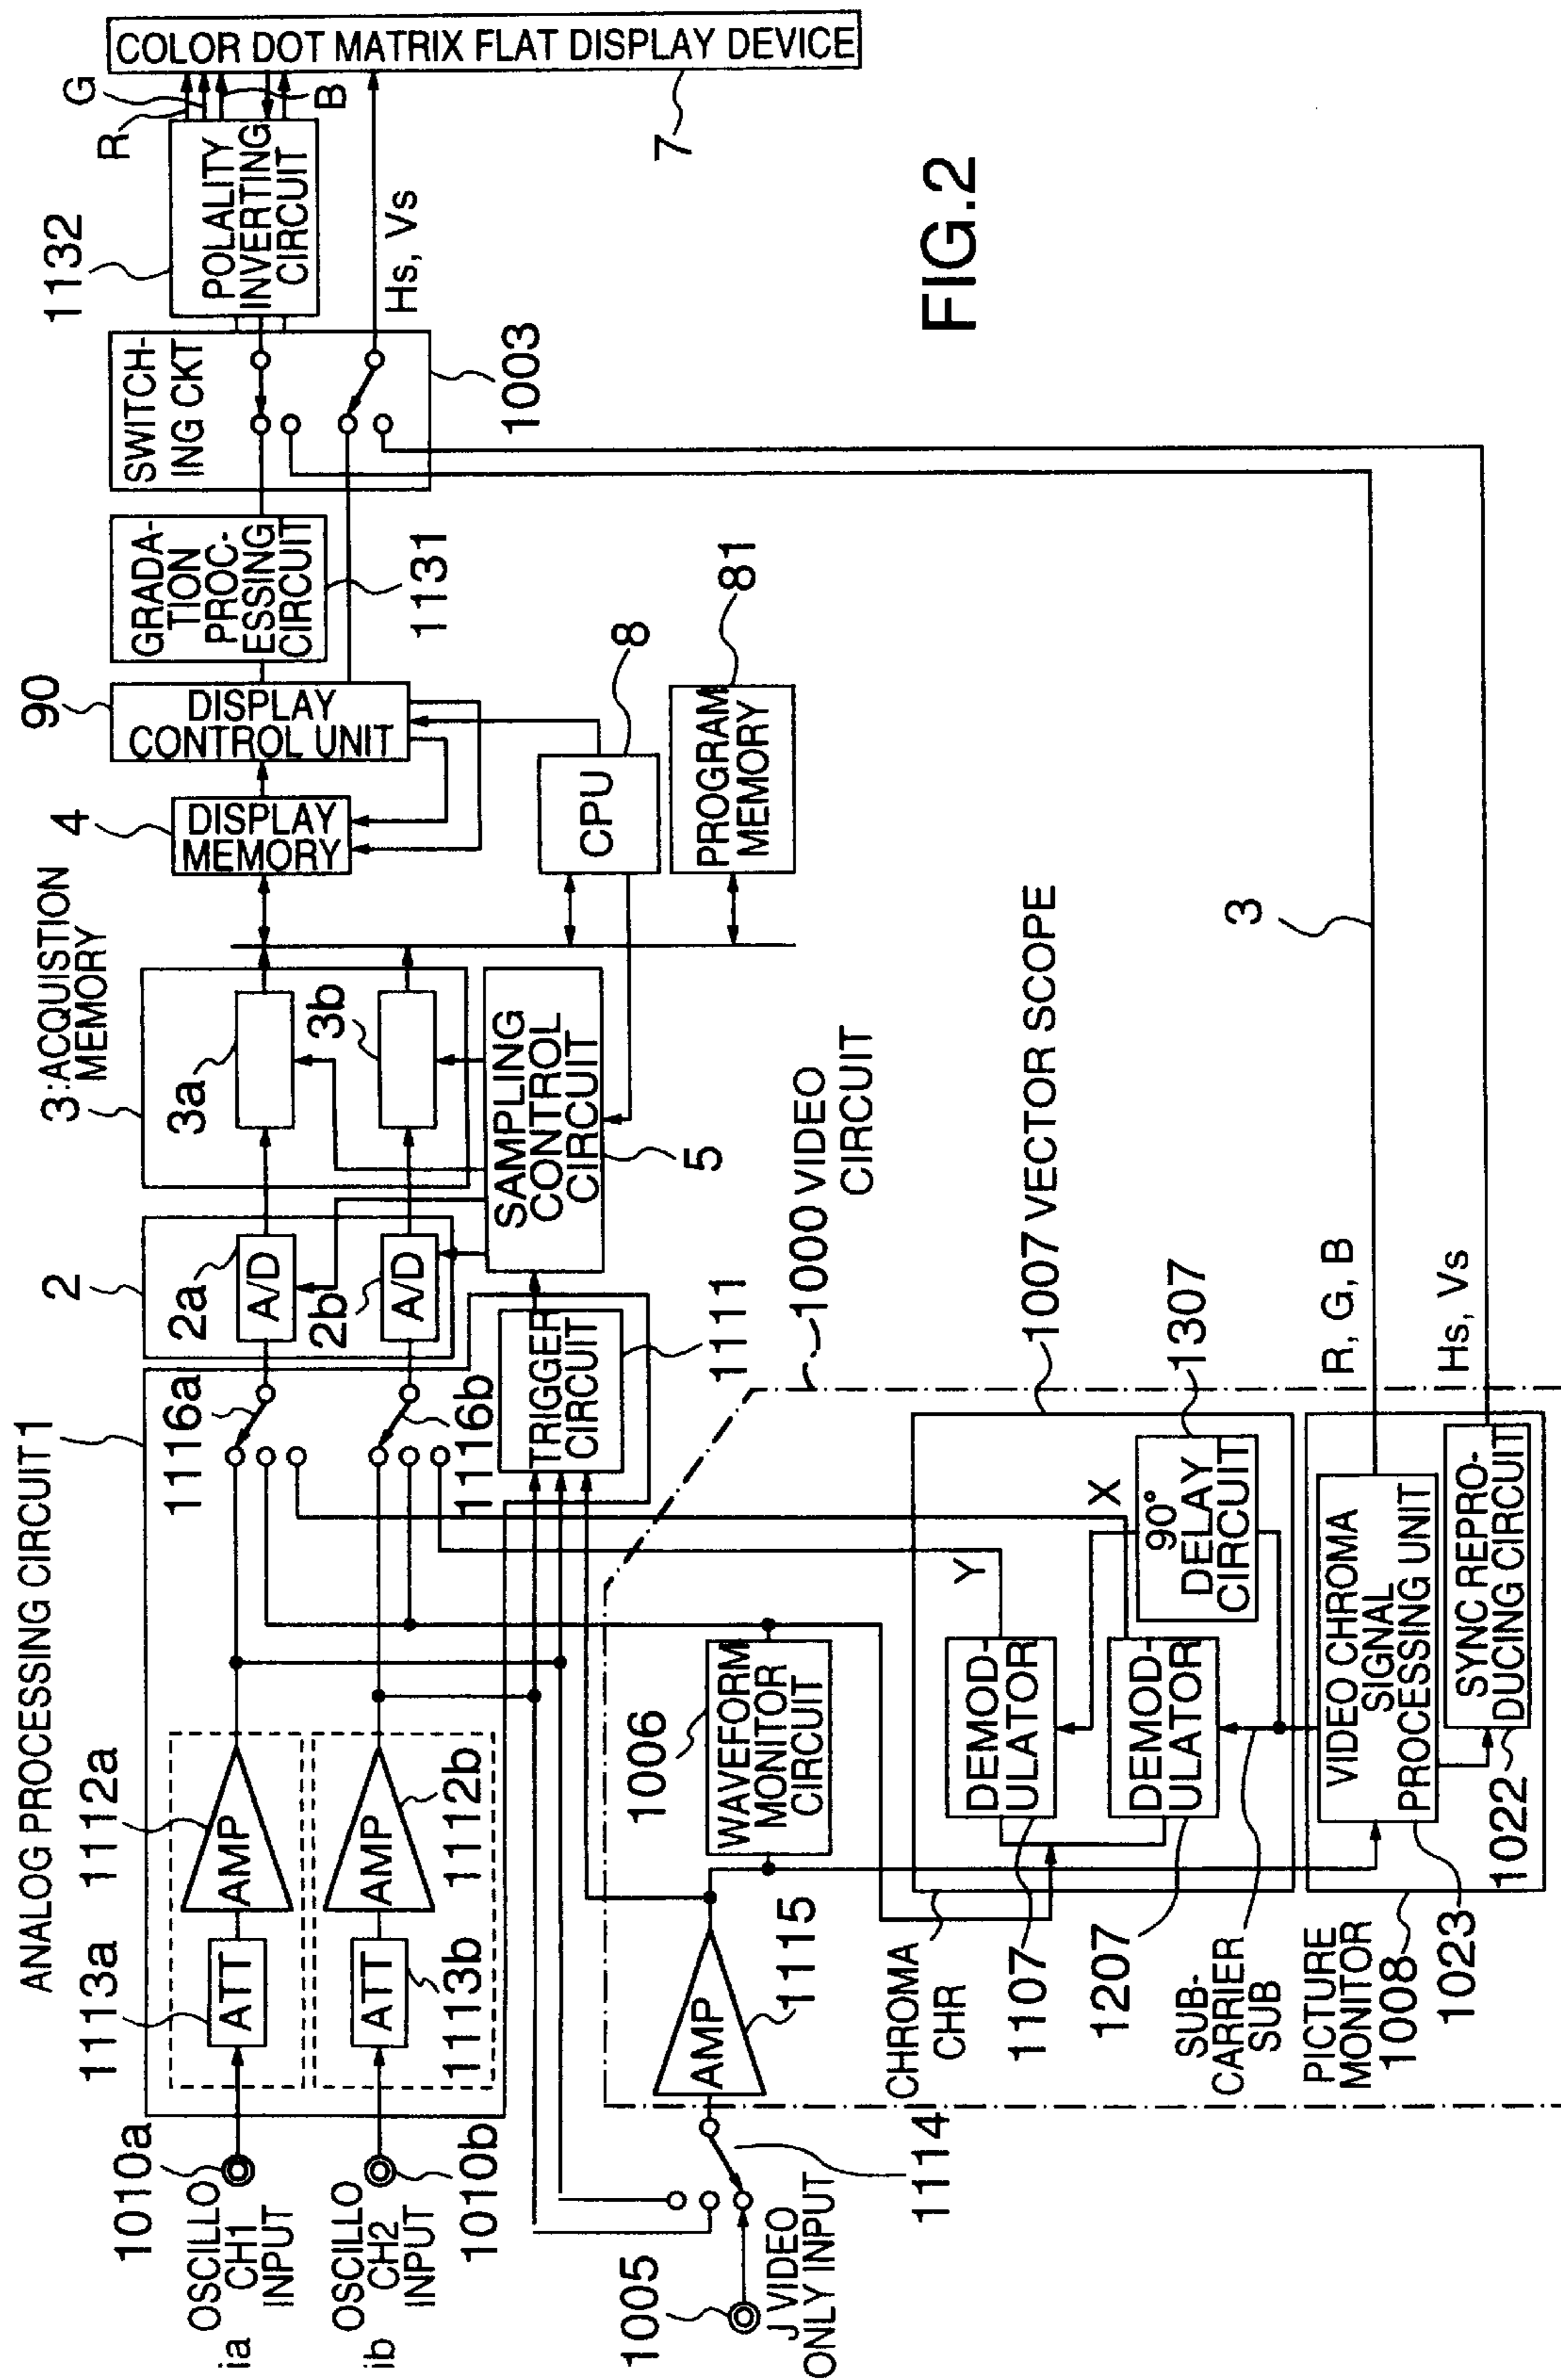 ANALOG PROCESSING CIRCUIT 1
1113a
1112a
1010a
OSCILLO
CH1
INPUT
ia
ATT
AMP
1116a
2
2a
A/D
3:ACQUISTION
MEMORY
3a
4
DISPLAY
MEMORY
90
DISPLAY
CONTROL UNIT
GRADA-
TION
PROC-
ESSING
CIRCUIT
1131
SWITCH-
ING CKT
1003
1132
POLALITY
INVERTING
CIRCUIT
R
G
B
Hs, Vs
COLOR DOT MATRIX FLAT DISPLAY DEVICE
7
OSCILLO
CH2
INPUT
ib
1010b
ATT
1113b
AMP
1112b
1116b
2b
A/D
3b
TRIGGER
CIRCUIT
1111
SAMPLING
CONTROL
CIRCUIT
5
CPU
8
PROGRAM
MEMORY
81
FIG.2
1005
J VIDEO
ONLY INPUT
1114
AMP
1115
1006
WAVEFORM
MONITOR
CIRCUIT
1000 VIDEO
CIRCUIT
CHROMA
CHR
1107
DEMOD-
ULATOR
Y
1207
DEMOD-
ULATOR
X
90°
DELAY
CIRCUIT
1307
1007 VECTOR SCOPE
SUB-
CARRIER
SUB
PICTURE
MONITOR
1008
1023
VIDEO CHROMA
SIGNAL
PROCESSING UNIT
1022
SYNC REPRO-
DUCING CIRCUIT
R, G, B
3
Hs, Vs